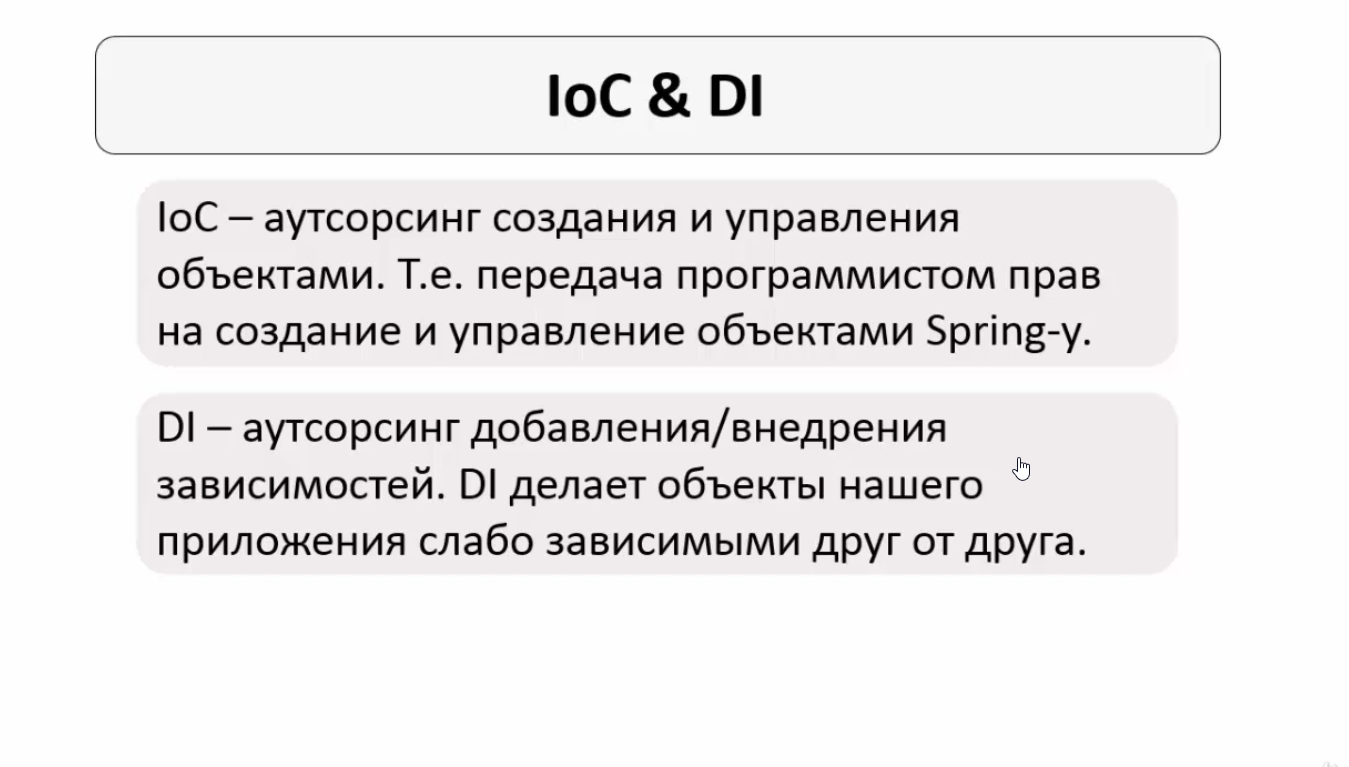 IoC & DI
IoC – аутсорсинг создания и управления
объектами. Т.е. передача программистом прав
на создание и управление объектами Spring-у.
DI – аутсорсинг добавления/внедрения
зависимостей. DI делает объекты нашего
приложения слабо зависимыми друг от друга.